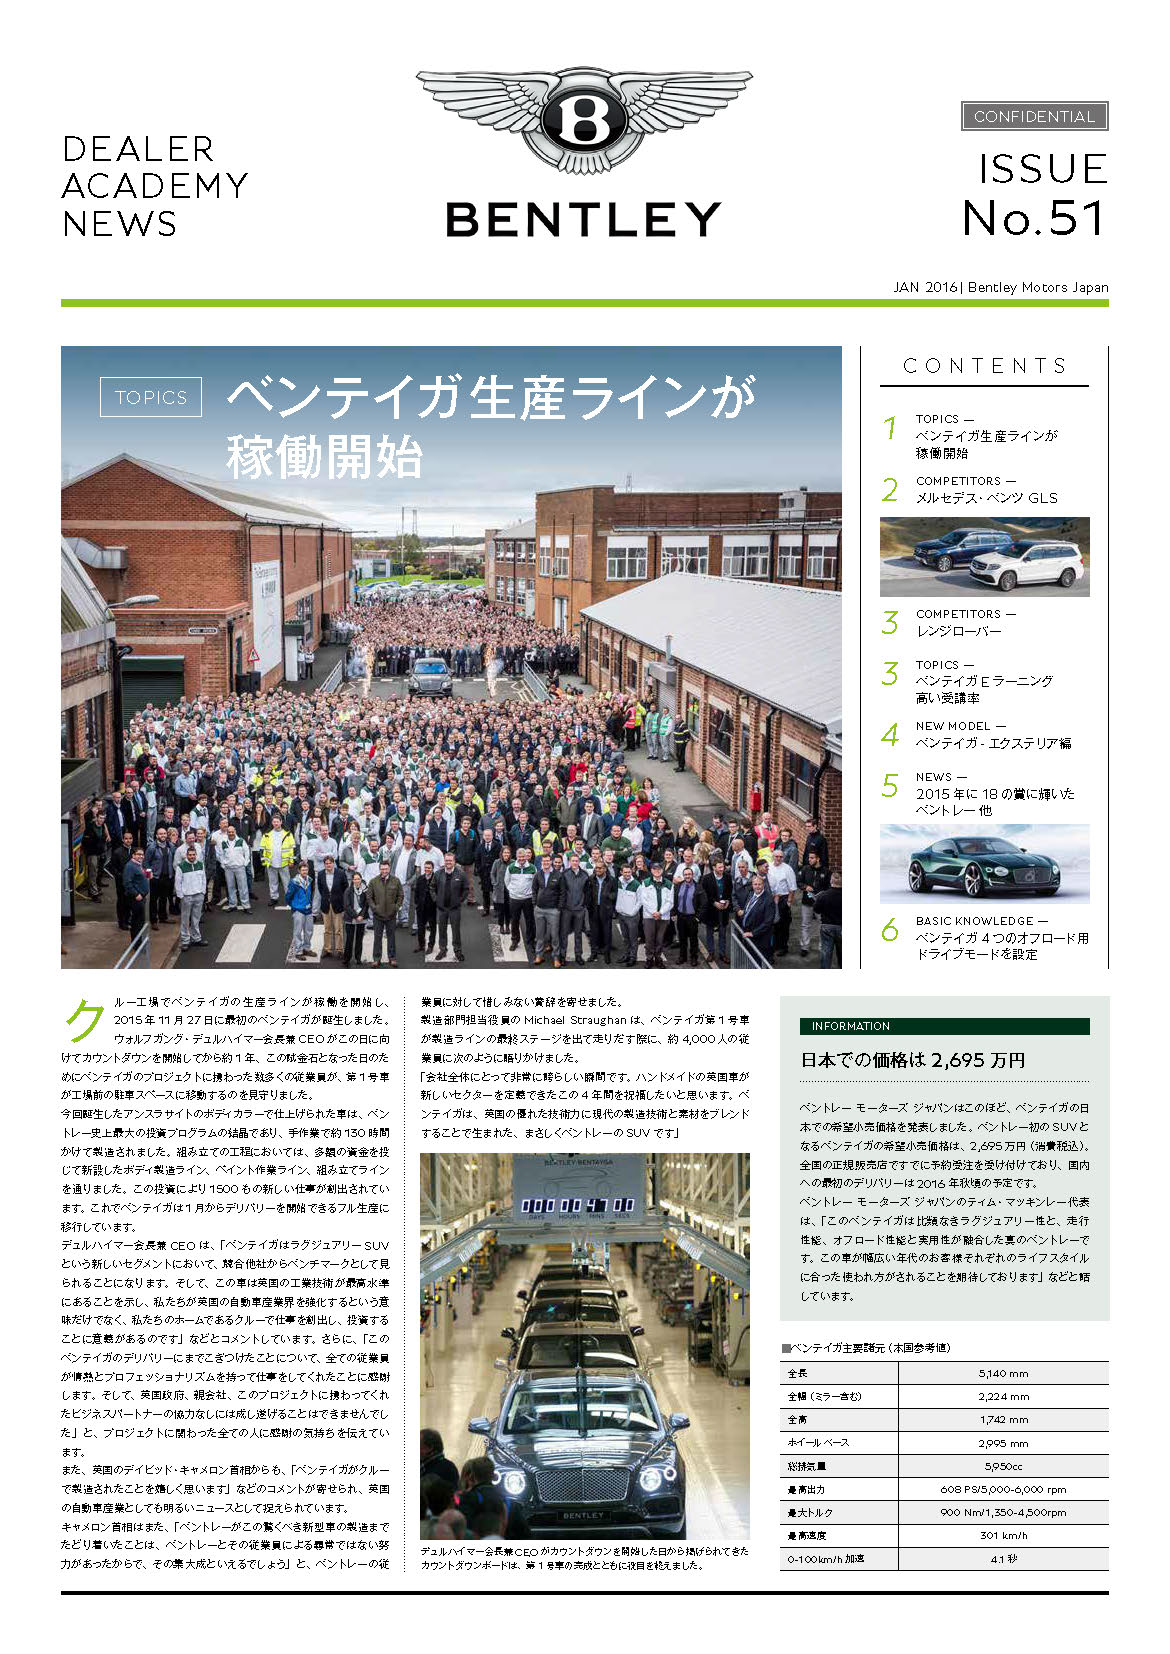 DEALER
ACADEMY
NEWS
B
BENTLEY
CONFIDENTIAL
ISSUE
No.51
JAN 2016| Bentley Motors Japan
TOPICS
ベンテイガ生産ラインが
稼働開始
CONTENTS
1
TOPICS —
ベンテイガ生産ラインが
稼働開始
2
COMPETITORS —
メルセデス・ベンツ GLS
3
COMPETITORS —
レンジローバー
3
TOPICS —
ベンテイガ E ラーニング
高い受講率
4
NEW MODEL —
ベンテイガ - エクステリア編
5
NEWS —
2015 年に 18 の賞に輝いた
ベントレー 他
6
BASIC KNOWLEDGE —
ベンテイガ 4 つのオフロード用
ドライブモードを設定
クルー工場でベンテイガの生産ラインが稼働を開始し、
2015 年 11 月 27 日に最初のベンテイガが誕生しました。
ウォルフガング・デュルハイマー会長兼 CEO がこの日に向
けてカウントダウンを開始してから約 1 年、この試金石となった日のた
めにベンテイガのプロジェクトに携わった数多くの従業員が、第 1 号車
が工場前の駐車スペースに移動するのを見守りました。
今回誕生したアンスラサイトのボディカラーで仕上げられた車は、ベン
トレー史上最大の投資プログラムの結晶であり、手作業で約 130 時間
かけて製造されました。組み立ての工程においては、多額の資金を投
じて新設したボディ製造ライン、ペイント作業ライン、組み立てライン
を通りました。この投資により 1500 もの新しい仕事が創出されてい
ます。これでベンテイガは 1 月からデリバリーを開始できるフル生産に
移行しています。
デュルハイマー会長兼 CEO は、「ベンテイガはラグジュアリー SUV
という新しいセグメントにおいて、競合他社からベンチマークとして見
られることになります。そして、この車は英国の工業技術が最高水準
にあることを示し、私たちが英国の自動車産業界を強化するという意
味だけでなく、私たちのホームであるクルーで仕事を創出し、投資する
ことに意義があるのです」などとコメントしています。さらに、「この
ベンテイガのデリバリーにまでこぎつけたことについて、全ての従業員
が情熱とプロフェッショナリズムを持って仕事をしてくれたことに感謝
します。そして、英国政府、親会社、このプロジェクトに携わってくれ
たビジネスパートナーの協力なしには成し遂げることはできませんでし
た」と、プロジェクトに関わった全ての人に感謝の気持ちを伝えてい
ます。
また、英国のデイビッド・キャメロン首相からも、「ベンテイガがクルー
で製造されたことを嬉しく思います」などのコメントが寄せられ、英国
の自動車産業としても明るいニュースとして捉えられています。
キャメロン首相はまた、「ベントレーがこの驚くべき新型車の製造まで
たどり着いたことは、ベントレーとその従業員による尋常ではない努
力があったからで、その集大成といえるでしょう」と、ベントレーの従
業員に対して惜しみない賛辞を寄せました。
製造部門担当役員の Michael Straughan は、ベンテイガ第 1 号車
が製造ラインの最終ステージを出て走りだす際に、約 4,000 人の従
業員に次のように語りかけました。
「会社全体にとって非常に誇らしい瞬間です。ハンドメイドの英国車が
新しいセクターを定義できたこの 4 年間を祝福したいと思います。ベ
ンテイガは、英国の優れた技術力に現代の製造技術と素材をブレンド
することで生まれた、まさしくベントレーの SUV です」
BENTLEY BENTAYGA
DAYS HOURS MINS SECS
BENTLEY
デュルハイマー会長兼 CEO がカウントダウンを開始した日から掲げられてきた
カウントダウンボードは、第 1 号車の完成とともに役目を終えました。
INFORMATION
日本での価格は 2,695 万円
ベントレー モーターズ ジャパンはこのほど、ベンテイガの日
本での希望小売価格を発表しました。ベントレー初の SUV と
なるベンテイガの希望小売価格は、2,695 万円（消費税込）。
全国の正規販売店ですでに予約受注を受け付けており、国内
への最初のデリバリーは 2016 年秋頃の予定です。
ベントレー モーターズ ジャパンのティム・マッキンレー代表
は、「このベンテイガは比類なきラグジュアリー性と、走行
性能、オフロード性能と実用性が融合した真のベントレーで
す。この車が幅広い年代のお客様それぞれのライフスタイル
に合った使われ方がされることを期待しております」などと話
しています。
■ベンテイガ主要諸元（本国参考値）
全長 5,140 mm
全幅（ミラー含む） 2,224 mm
全高 1,742 mm
ホイールベース 2,995 mm
総排気量 5,950cc
最高出力 608 PS/5,000-6,000 rpm
最大トルク 900 Nm/1,350-4,500rpm
最高速度 301 km/h
0-100km/h 加速 4.1 秒